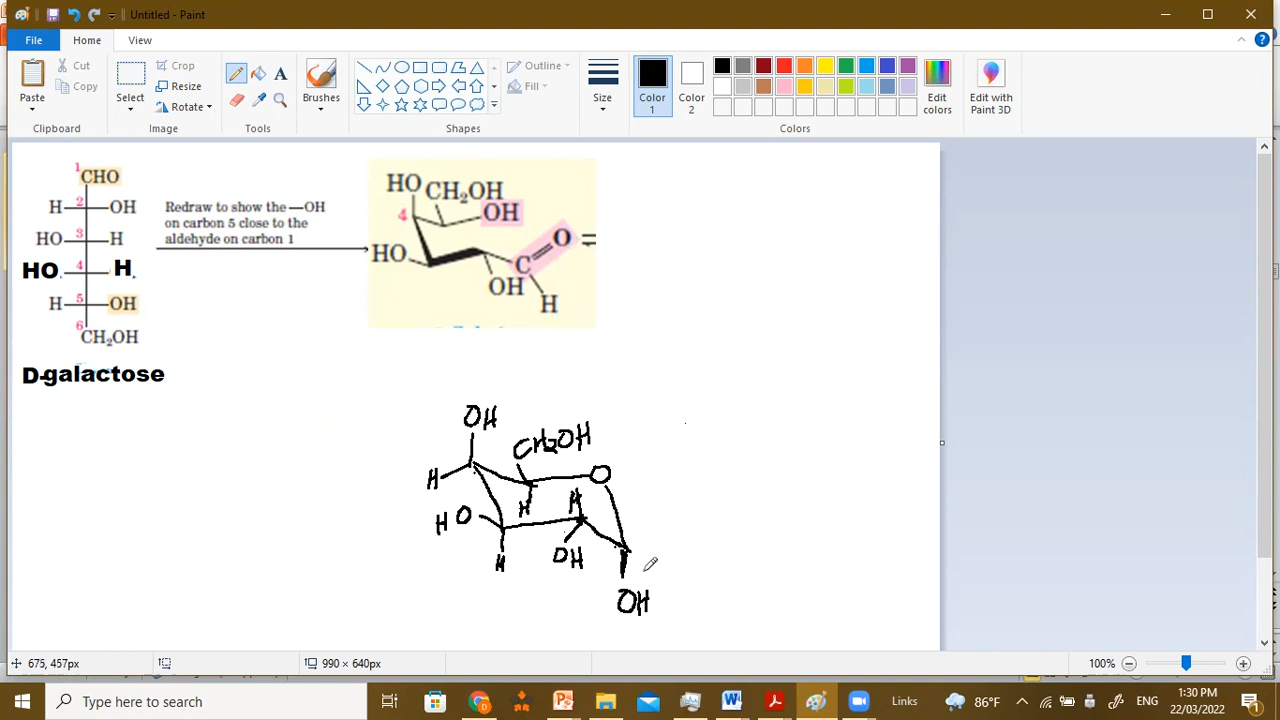 Untitled - Paint
File
Home
View
Paste
Cut
Copy
Clipboard
Select
Crop
Resize
Rotate
Image
Tools
Brushes
Shapes
Outline
Fill
Size
Color 1
Color 2
Edit colors
Colors
Edit with Paint 3D
1 CHO
H 2 OH
HO 3 H
HO 4 H
H 5 OH
6 CH₂OH
D-galactose
Redraw to show the —OH
on carbon 5 close to the
aldehyde on carbon 1
HO
CH₂OH
4 OH
O =
HO
C
OH
H
OH
CH₂OH
H
O
H O
H
H
H
OH
OH
675, 457px
990 × 640px
100%
Type here to search
Links
86°F
ENG
1:30 PM
22/03/2022